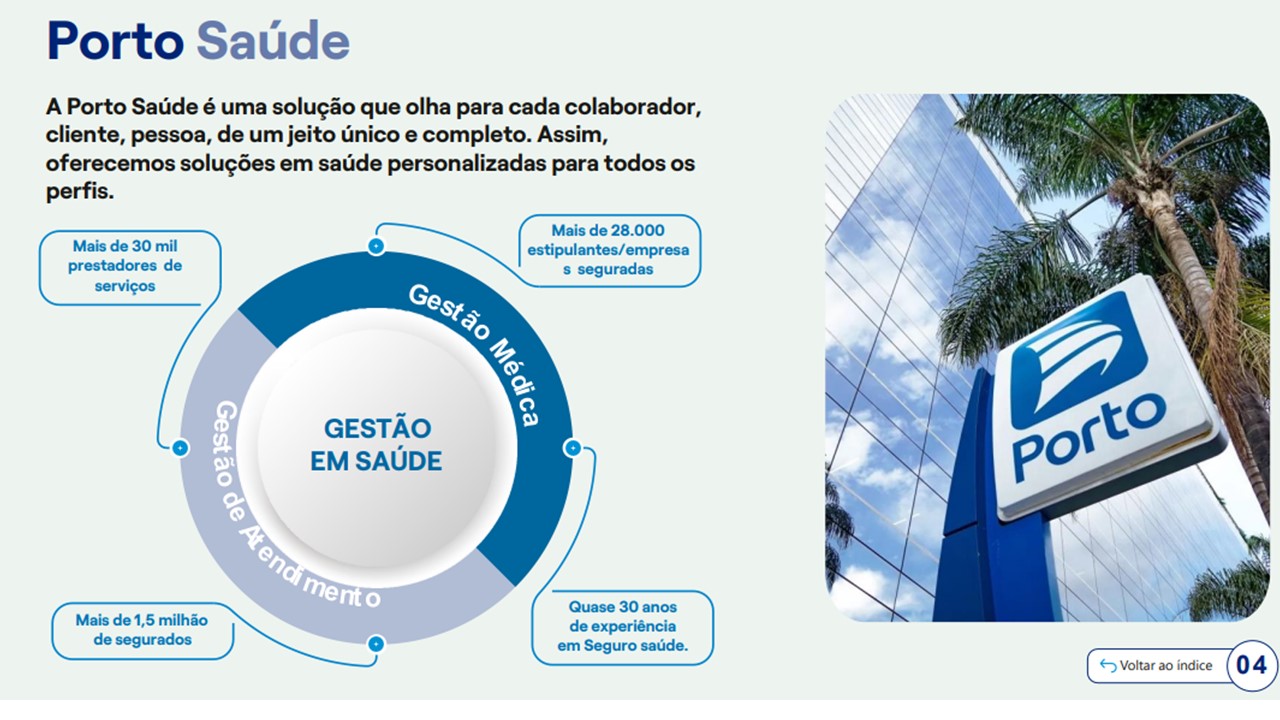 Porto Saúde
A Porto Saúde é uma solução que olha para cada colaborador,
cliente, pessoa, de um jeito único e completo. Assim,
oferecemos soluções em saúde personalizadas para todos os
perfis.
Mais de 30 mil
prestadores de
serviços
Mais de 28.000
estipulantes/empresa
s seguradas
Gestão Médica
GESTÃO
EM SAÚDE
Gestão de Atendimento
Mais de 1,5 milhão
de segurados
Quase 30 anos
de experiência
em Seguro saúde.
Porto
Voltar ao índice
04